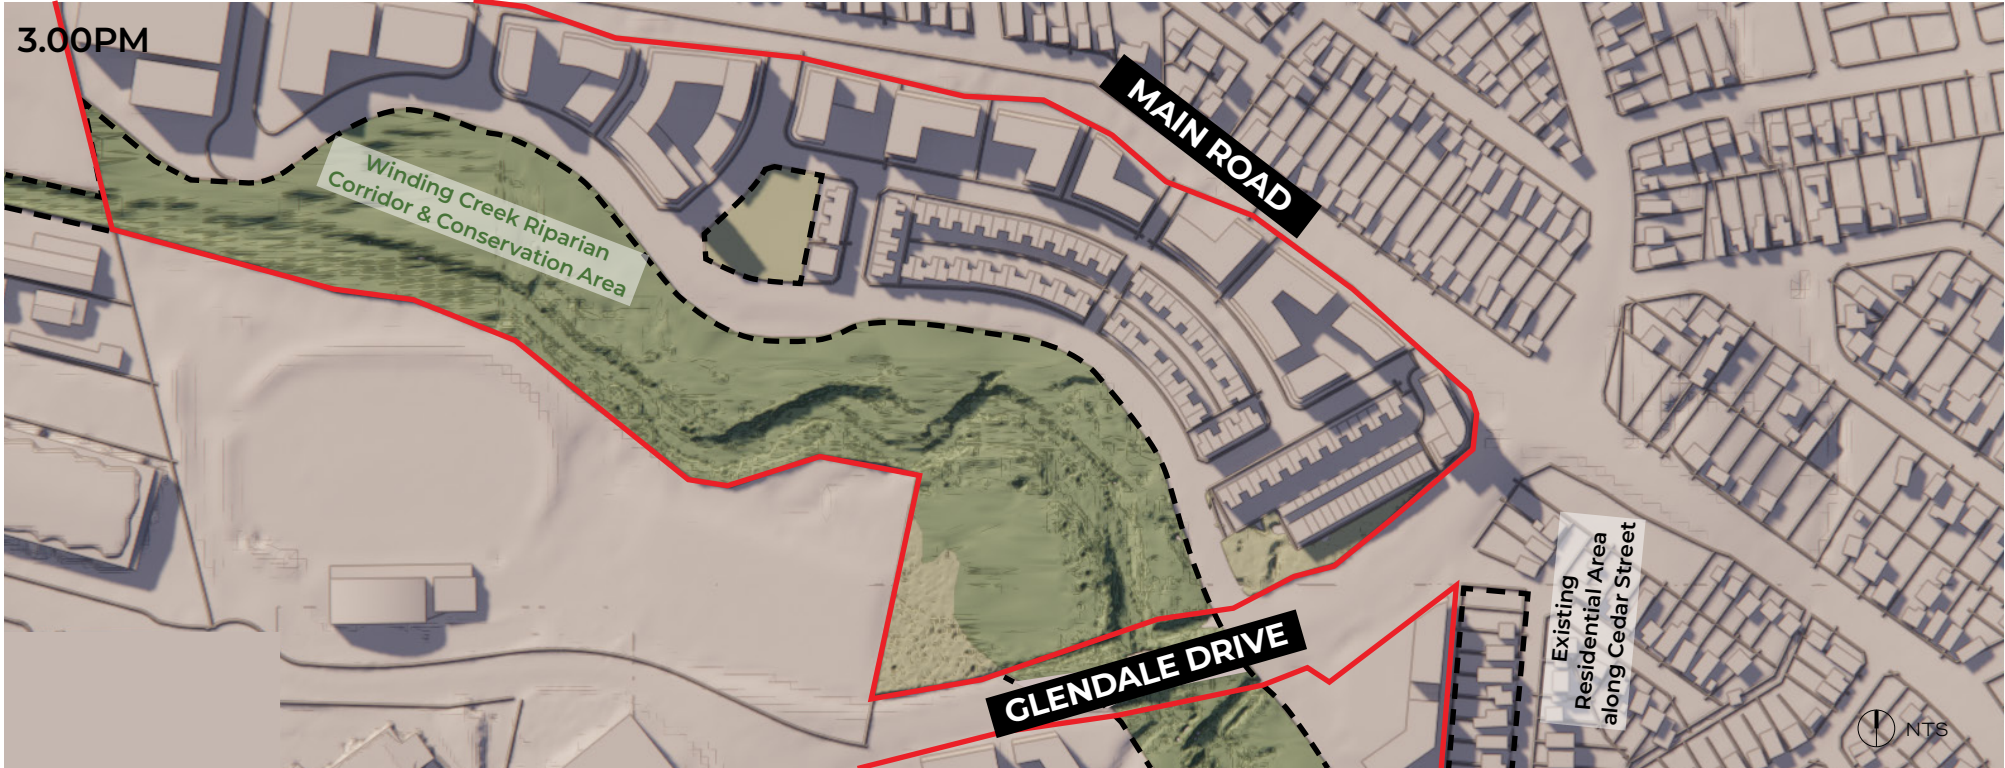 3.00PM
MAIN ROAD
Winding Creek Riparian
Corridor & Conservation Area
Existing
Residential Area
along Cedar Street
GLENDALE DRIVE
NTS